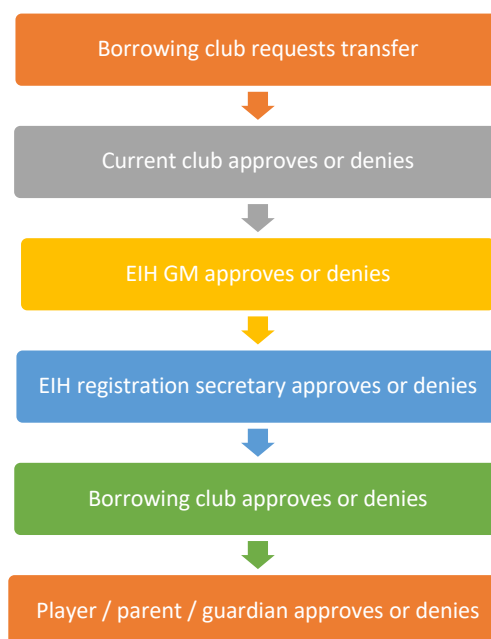 Borrowing club requests transfer
Current club approves or denies
EIH GM approves or denies
EIH registration secretary approves or denies
Borrowing club approves or denies
Player / parent / guardian approves or denies